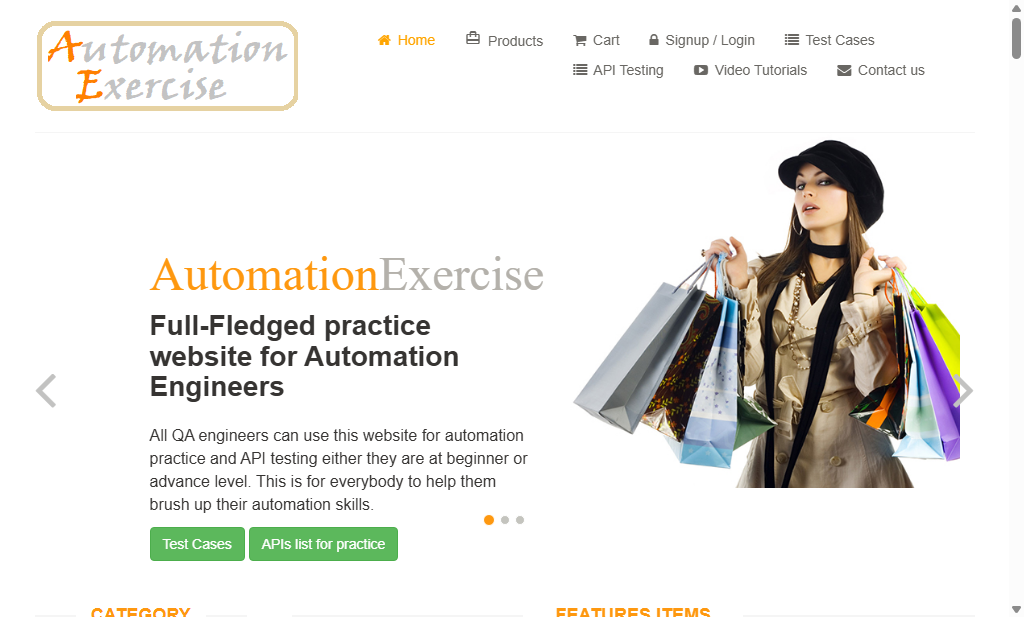 Automation
Exercise
Home
Products
Cart
Signup / Login
Test Cases
API Testing
Video Tutorials
Contact us
AutomationExercise
Full-Fledged practice
website for Automation
Engineers
All QA engineers can use this website for automation
practice and API testing either they are at beginner or
advance level. This is for everybody to help them
brush up their automation skills.
Test Cases
APIs list for practice
CATEGORY
FEATURES ITEMS